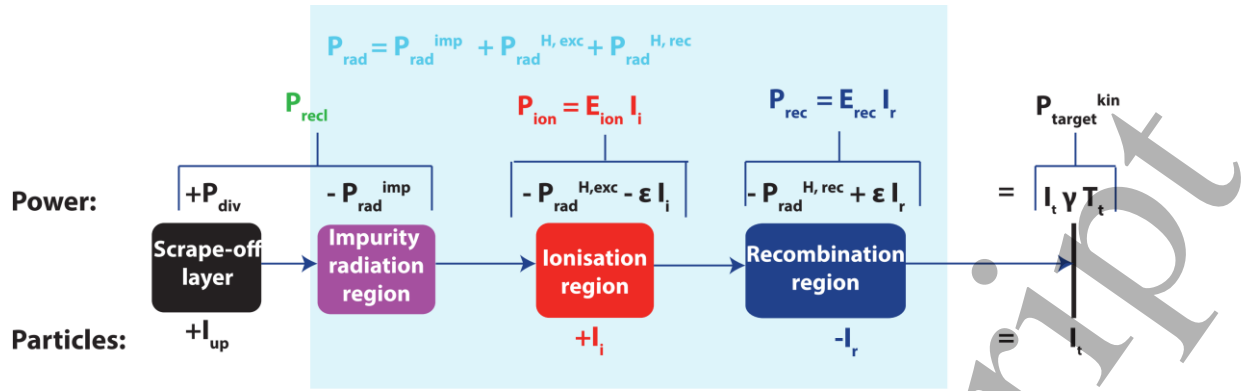 P_rad = P_rad^imp + P_rad^H, exc + P_rad^H, rec
P_recl P_ion = E_ion I_i P_rec = E_rec I_r P_target^kin
Power: +P_div - P_rad^imp - P_rad^H,exc - ε I_i - P_rad^H, rec + ε I_r = I_t γ T_t
Scrape-off layer
Impurity radiation region
Ionisation region
Recombination region
Particles: +I_up +I_i -I_r = I_t
ript